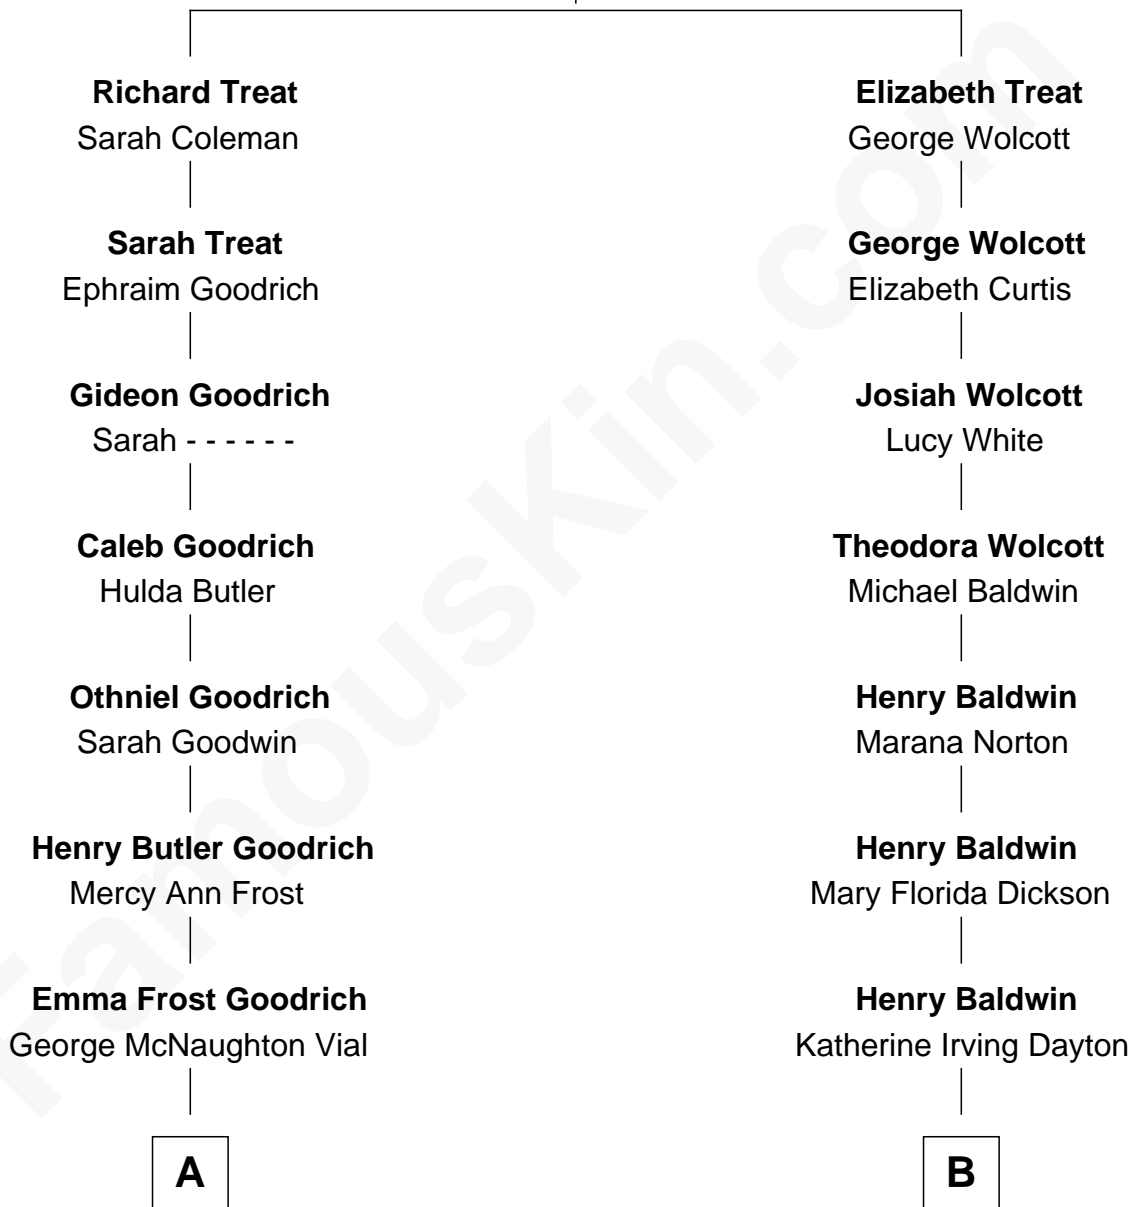 Richard Treat
Sarah Coleman
Sarah Treat
Ephraim Goodrich
Gideon Goodrich
Sarah - - - - - -
Caleb Goodrich
Hulda Butler
Othniel Goodrich
Sarah Goodwin
Henry Butler Goodrich
Mercy Ann Frost
Emma Frost Goodrich
George McNaughton Vial
A
Elizabeth Treat
George Wolcott
George Wolcott
Elizabeth Curtis
Josiah Wolcott
Lucy White
Theodora Wolcott
Michael Baldwin
Henry Baldwin
Marana Norton
Henry Baldwin
Mary Florida Dickson
Henry Baldwin
Katherine Irving Dayton
B
FamousKin.com